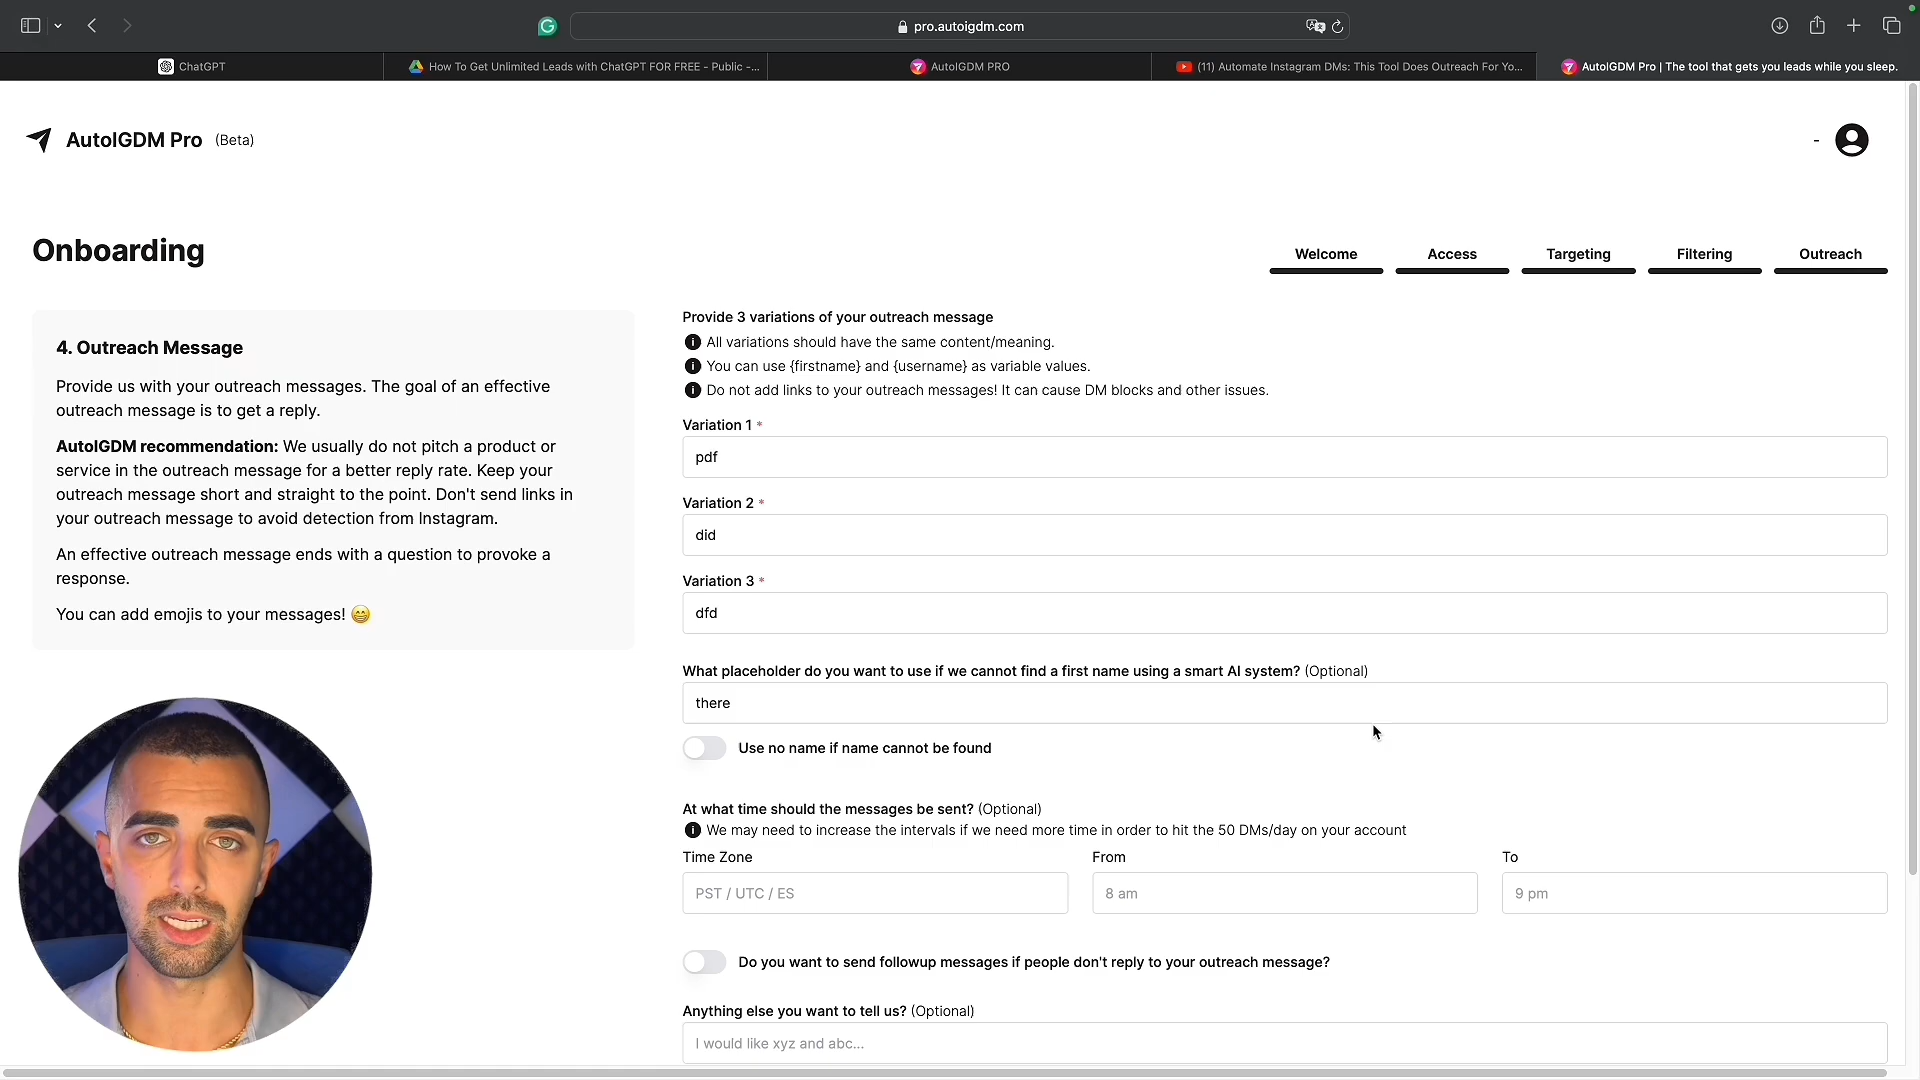 pro.autoigdm.com
ChatGPT
How To Get Unlimited Leads with ChatGPT FOR FREE - Public -...
AutoIGDM PRO
(11) Automate Instagram DMs: This Tool Does Outreach For Yo...
AutoIGDM Pro | The tool that gets you leads while you sleep.
AutoIGDM Pro (Beta)
-
Onboarding
Welcome
Access
Targeting
Filtering
Outreach
4. Outreach Message
Provide us with your outreach messages. The goal of an effective
outreach message is to get a reply.
AutoIGDM recommendation: We usually do not pitch a product or
service in the outreach message for a better reply rate. Keep your
outreach message short and straight to the point. Don't send links in
your outreach message to avoid detection from Instagram.
An effective outreach message ends with a question to provoke a
response.
You can add emojis to your messages! 😊
Provide 3 variations of your outreach message
All variations should have the same content/meaning.
You can use {firstname} and {username} as variable values.
Do not add links to your outreach messages! It can cause DM blocks and other issues.
Variation 1 *
pdf
Variation 2 *
did
Variation 3 *
dfd
What placeholder do you want to use if we cannot find a first name using a smart AI system? (Optional)
there
Use no name if name cannot be found
At what time should the messages be sent? (Optional)
We may need to increase the intervals if we need more time in order to hit the 50 DMs/day on your account
Time Zone
From
To
PST / UTC / ES
8 am
9 pm
Do you want to send followup messages if people don't reply to your outreach message?
Anything else you want to tell us? (Optional)
I would like xyz and abc...